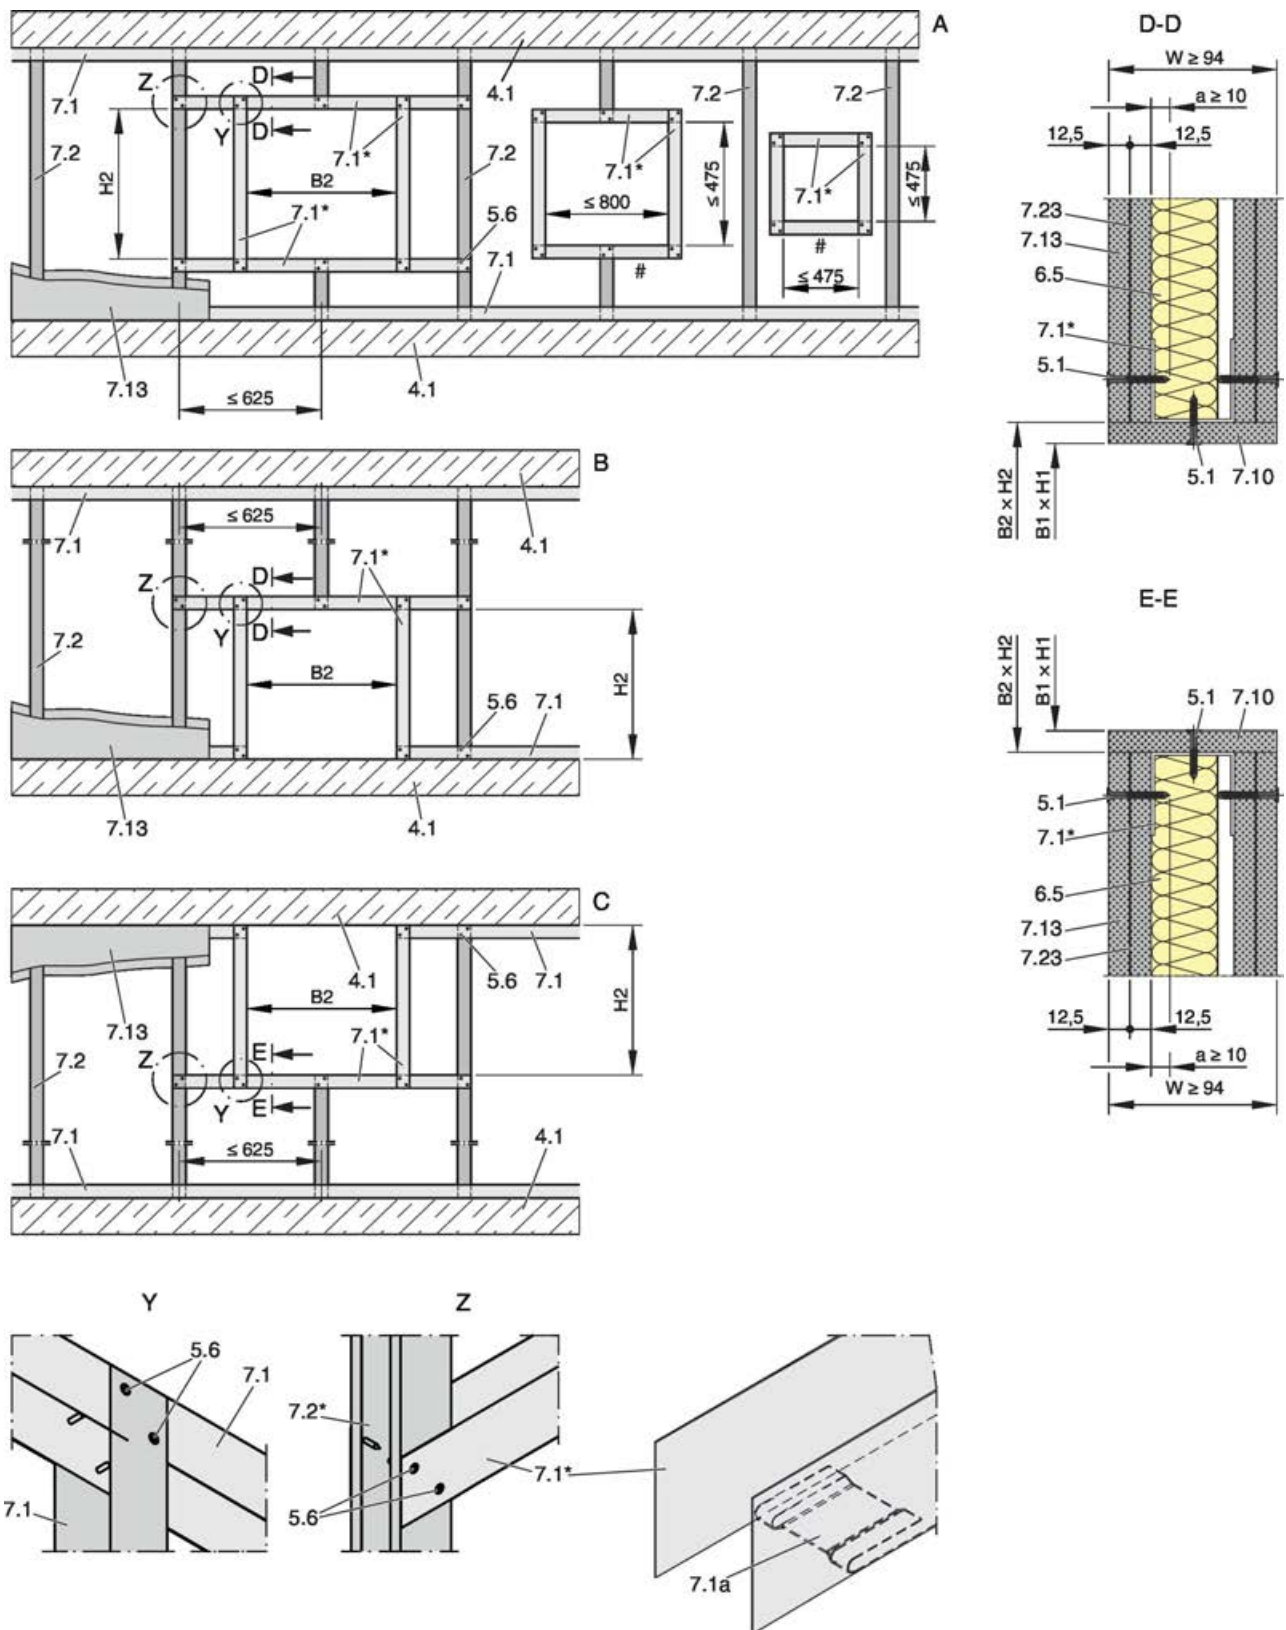 A
Z
D
4.1
7.2
7.2
7.1
Y
D
7.1*
7.1*
7.2
H2
B2
7.2
≤ 800
≤ 475
7.1*
≤ 475
7.1*
5.6
#
#
7.1
≤ 475
7.13
4.1
≤ 625
B
≤ 625
7.1
4.1
7.1*
Z
D
Y
D
7.2
B2
H2
5.6
7.1
7.13
4.1
C
4.1
5.6
7.1
7.13
B2
H2
7.1*
Z
E
7.2
Y
E
7.1
≤ 625
4.1
D-D
W ≥ 94
a ≥ 10
12,5
12,5
7.23
7.13
6.5
7.1*
5.1
5.1
7.10
B2 × H2
B1 × H1
E-E
B2 × H2
B1 × H1
5.1
7.10
5.1
7.1*
6.5
7.13
7.23
12,5
12,5
a ≥ 10
W ≥ 94
Y
5.6
7.1
7.1
Z
7.2*
7.1*
5.6
7.1a